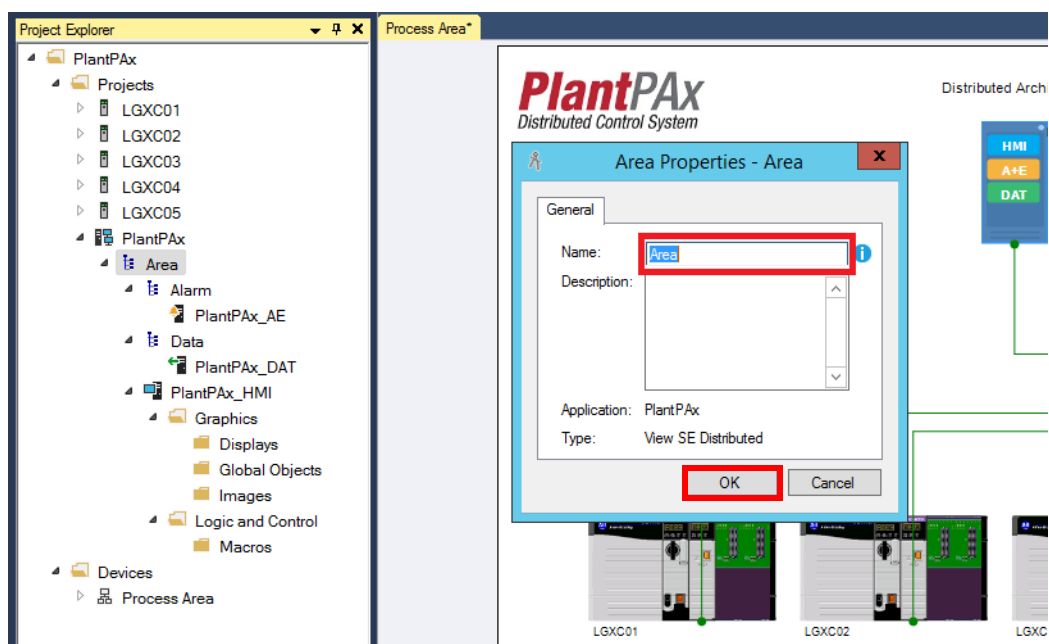 Project Explorer
Process Area*
PlantPAx
Projects
LGXC01
LGXC02
LGXC03
LGXC04
LGXC05
PlantPAx
Area
Alarm
PlantPAx_AE
Data
PlantPAx_DAT
PlantPAx_HMI
Graphics
Displays
Global Objects
Images
Logic and Control
Macros
Devices
Process Area
PlantPAx
Distributed Control System
Distributed Archi
HMI
A+E
DAT
Area Properties - Area
x
General
Name:
Area
Description:
Application: PlantPAx
Type: View SE Distributed
OK Cancel
LGXC01
LGXC02
LGXC